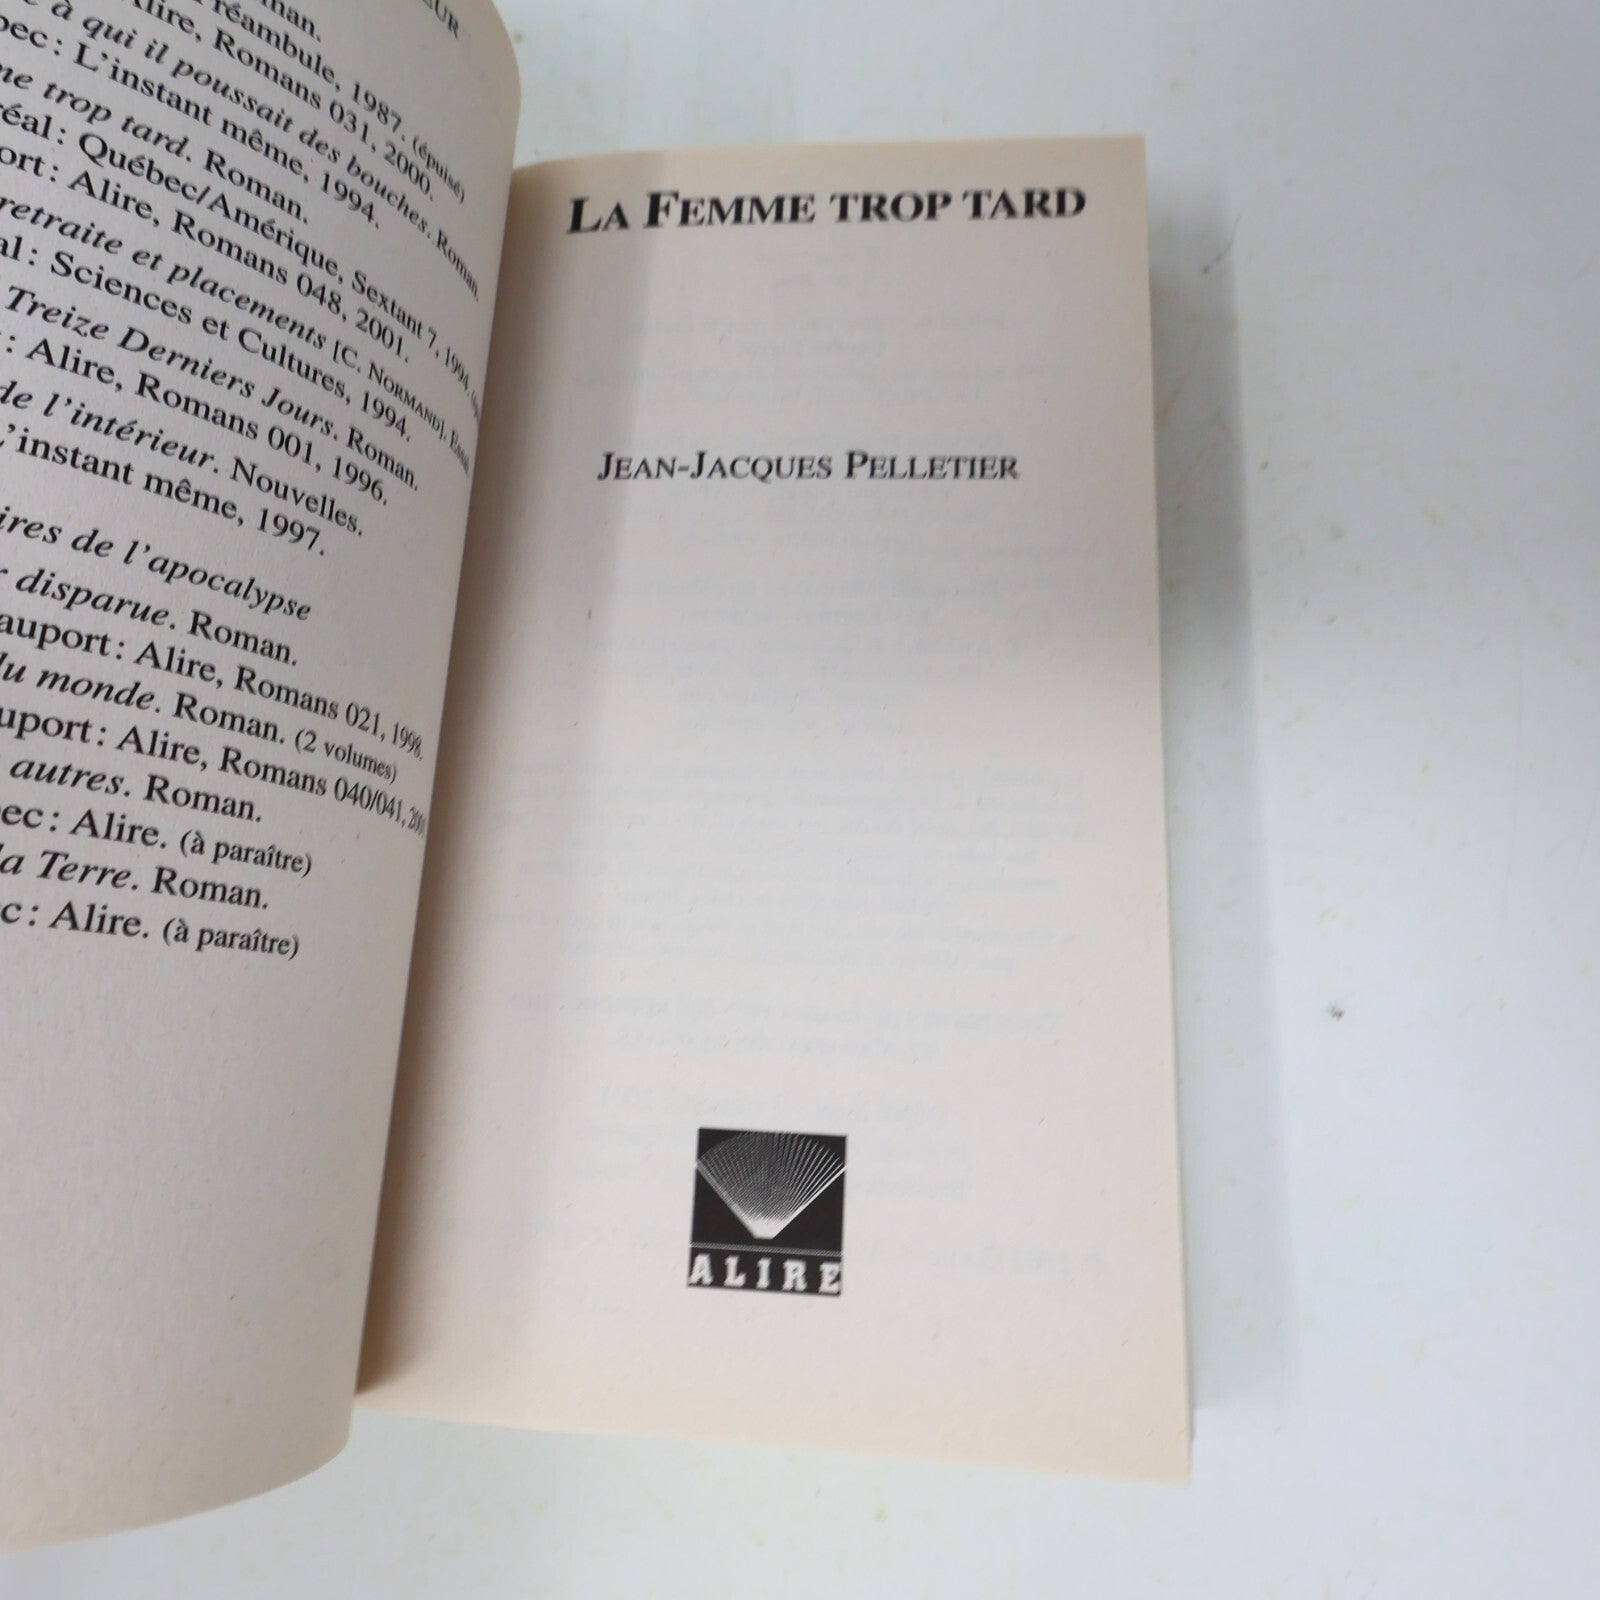 EUR
man.
réambule, 1987. (épuisé)
Alire, Romans 031, 2000.
à qui il poussait des bouches. Roman.
bec : L'instant même, 1994.
me trop tard. Roman.
réal : Québec/Amérique, Sextant 7, 1994.
ort : Alire, Romans 048, 2001.
retraite et placements [C. NORMAND]. Essai.
al : Sciences et Cultures, 1994.
Treize Derniers Jours. Roman.
: Alire, Romans 001, 1996.
de l'intérieur. Nouvelles.
L'instant même, 1997.
ires de l'apocalypse
r disparue. Roman.
auport : Alire, Romans 021, 1998.
du monde. Roman. (2 volumes)
uport : Alire, Romans 040/041, 200
autres. Roman.
ec : Alire. (à paraître)
la Terre. Roman.
c : Alire. (à paraître)
LA FEMME TROP TARD
JEAN-JACQUES PELLETIER
ALIRE